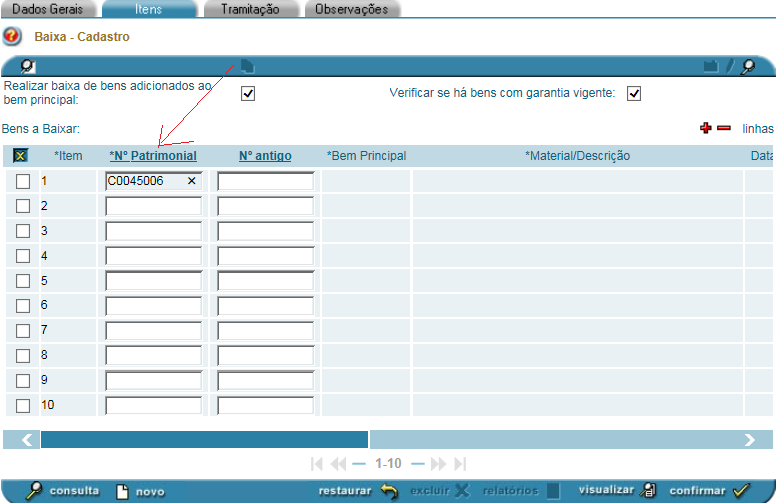 Dados Gerais Itens Tramitação Observações
Baixa - Cadastro
Realizar baixa de bens adicionados ao
bem principal:
Verificar se há bens com garantia vigente:
Bens a Baixar:
linhas
*Item *Nº Patrimonial Nº antigo *Bem Principal *Material/Descrição Data
1 C0045006
2
3
4
5
6
7
8
9
10
1-10
consulta novo restaurar excluir relatórios visualizar confirmar